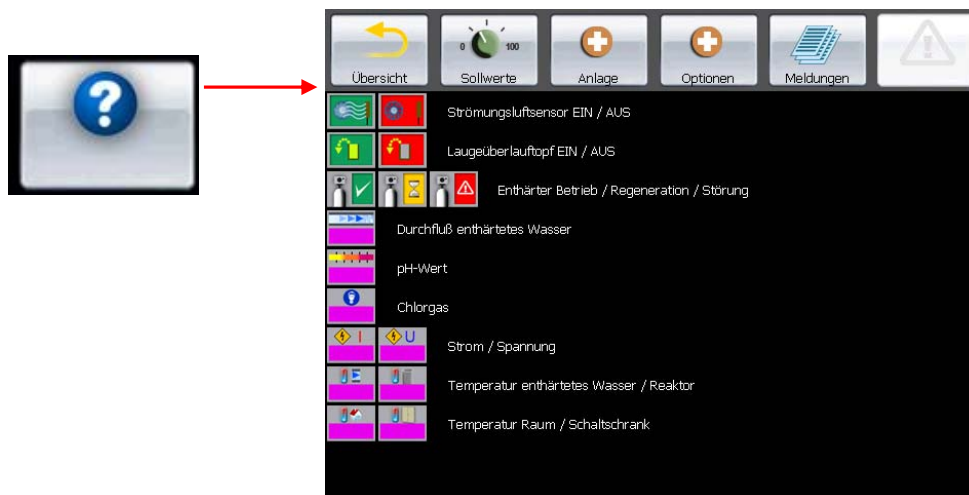 ?
0 100
Übersicht Sollwerte Anlage Optionen Meldungen
Strömungsluftsensor EIN / AUS
Laugeüberlauftopf EIN / AUS
Enthärter Betrieb / Regeneration / Störung
Durchfluß enthärtetes Wasser
pH-Wert
Chlorgas
I U
Strom / Spannung
Temperatur enthärtetes Wasser / Reaktor
Temperatur Raum / Schaltschrank